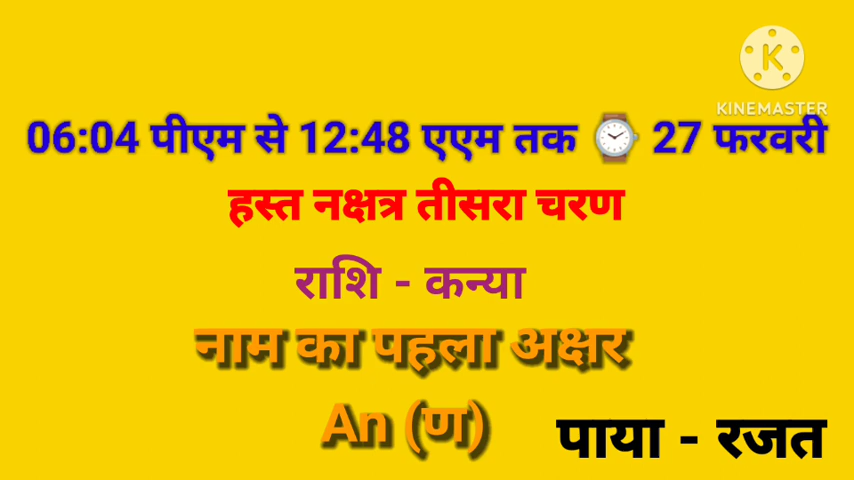 KINEMASTER
06:04 पीएम से 12:48 एएम तक ⌚ 27 फरवरी
हस्त नक्षत्र तीसरा चरण
राशि - कन्या
नाम का पहला अक्षर
An (ण)
पाया - रजत